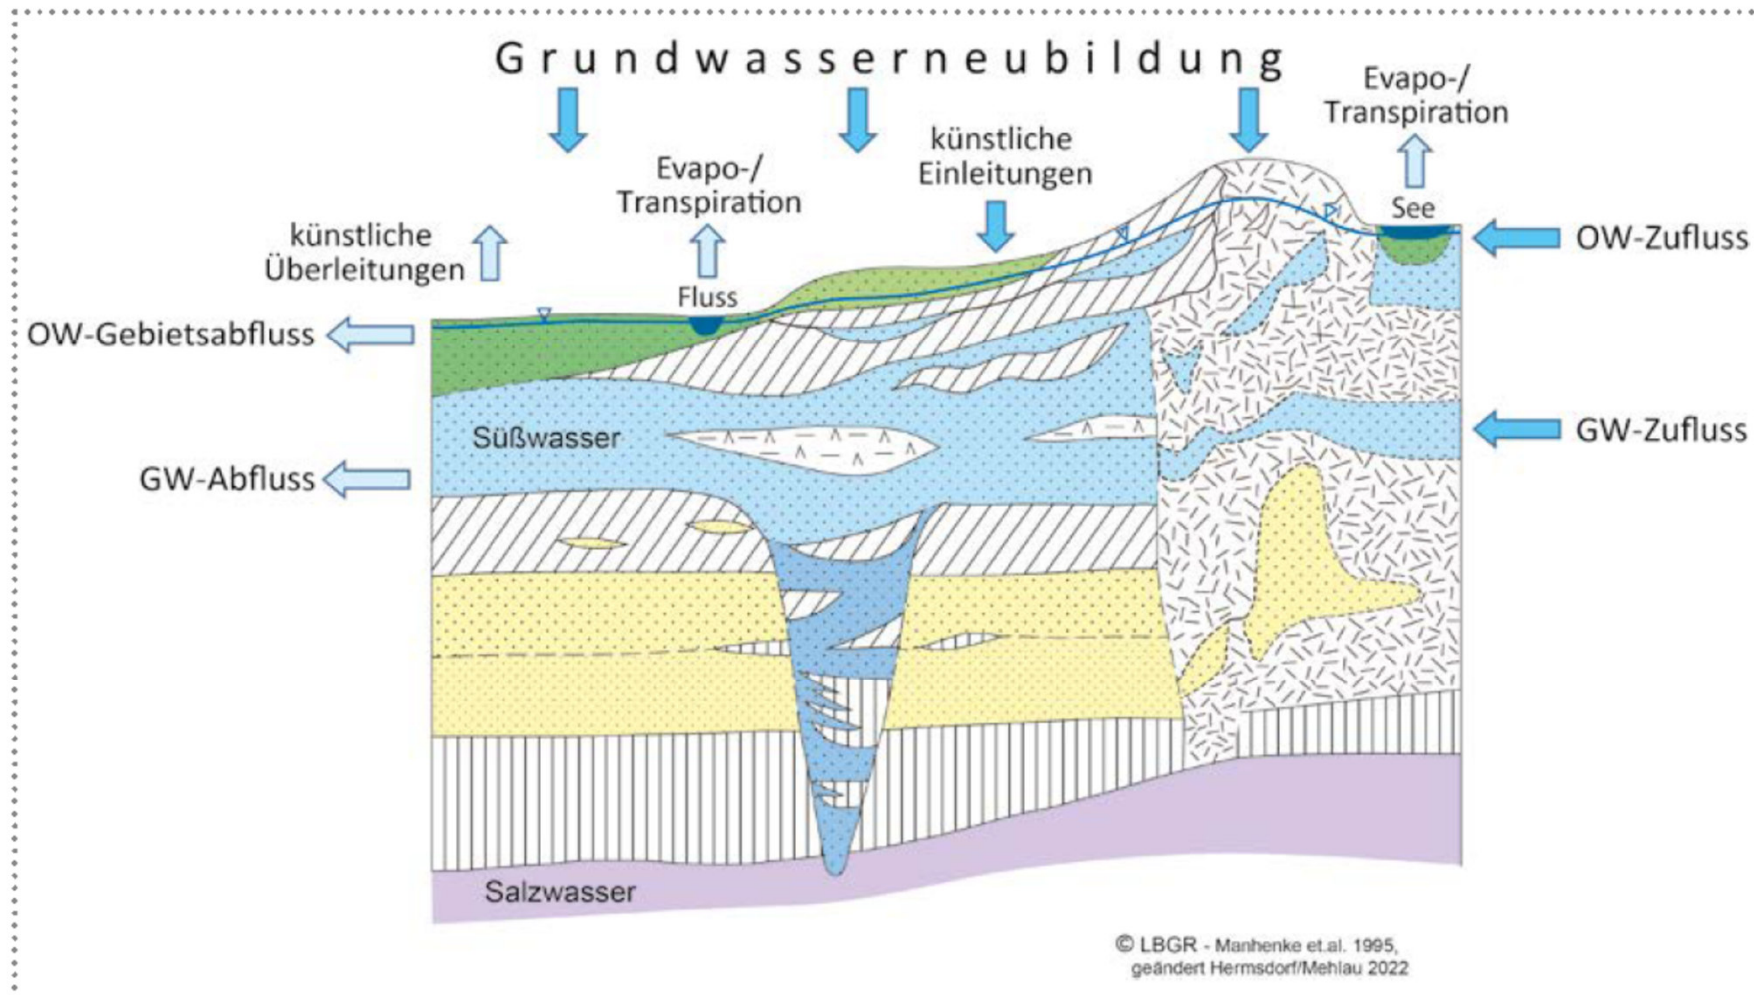 Grundwasserneubildung
Evapo-/
Transpiration
künstliche
Einleitungen
Evapo-/
Transpiration
künstliche
Überleitungen
See
OW-Zufluss
Fluss
OW-Gebietsabfluss
Süßwasser
GW-Zufluss
GW-Abfluss
Salzwasser
© LBGR - Manhenke et.al. 1995,
geändert Hermsdorf/Mehlau 2022